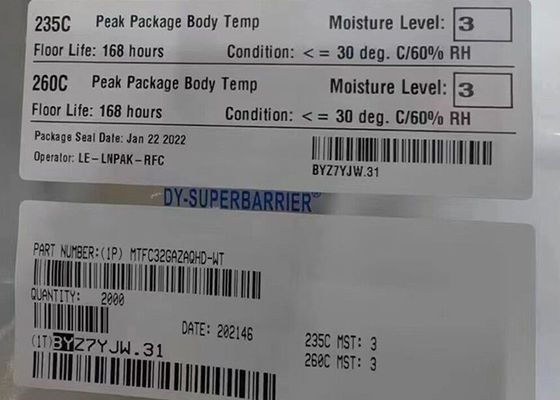 235C Peak Package Body Temp Moisture Level: 3
Floor Life: 168 hours Condition: < = 30 deg. C/60% RH
260C Peak Package Body Temp Moisture Level: 3
Floor Life: 168 hours Condition: < = 30 deg. C/60% RH
Package Seal Date: Jan 22 2022
Operator: LE-LNPAK-RFC
BYZ7YJW.31
DY-SUPERBARRIER®
PART NUMBER:(1P) MTFC32GAZAQHD-WT
QUANTITY: 2000
DATE: 202146
235C MST: 3
260C MST: 3
(1T)BYZ7YJW.31